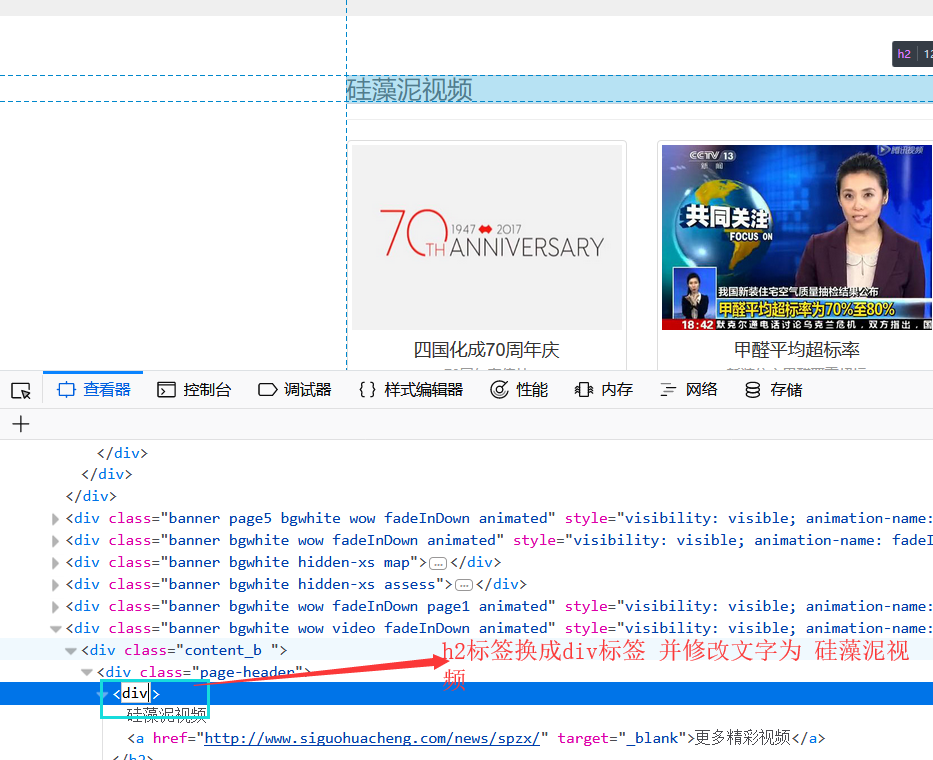 h2 12
硅藻泥视频
CCTV 13
新闻
腾讯视频
共同关注
FOCUS ON
70TH 1947 2017 ANNIVERSARY
我国新装住宅空气质量抽检结果公布
甲醛平均超标率为70%至80%
18:42 默克尔通电话讨论乌克兰危机，双方指出，国
四国化成70周年庆
甲醛平均超标率
查看器 控制台 调试器 {} 样式编辑器 性能 内存 网络 存储
+
</div>
</div>
</div>
<div class="banner page5 bgwhite wow fadeInDown animated" style="visibility: visible; animation-name:
<div class="banner bgwhite wow fadeInDown animated" style="visibility: visible; animation-name: fadeI
<div class="banner bgwhite hidden-xs map">…</div>
<div class="banner bgwhite hidden-xs assess">…</div>
<div class="banner bgwhite wow fadeInDown page1 animated" style="visibility: visible; animation-name:
<div class="banner bgwhite wow video fadeInDown animated" style="visibility: visible; animation-name:
<div class="content_b ">
h2标签换成div标签 并修改文字为 硅藻泥视
频
<div class="page-header">
<div>
硅藻泥视频
<a href="http://www.siguohuacheng.com/news/spzx/" target="_blank">更多精彩视频</a>
</h2>